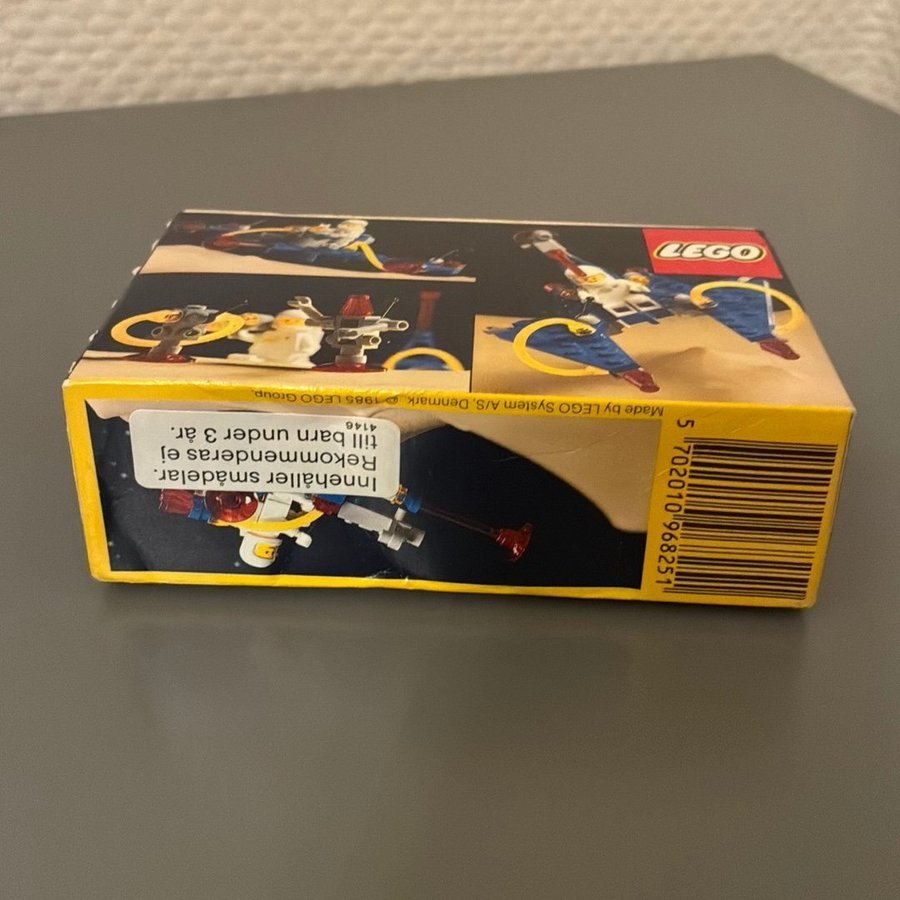 LEGO
Made by LEGO System A/S, Denmark. © 1985 LEGO Group.
Innehåller smådelar.
Rekommenderas ej
till barn under 3 år.
4146
5 702010 968251